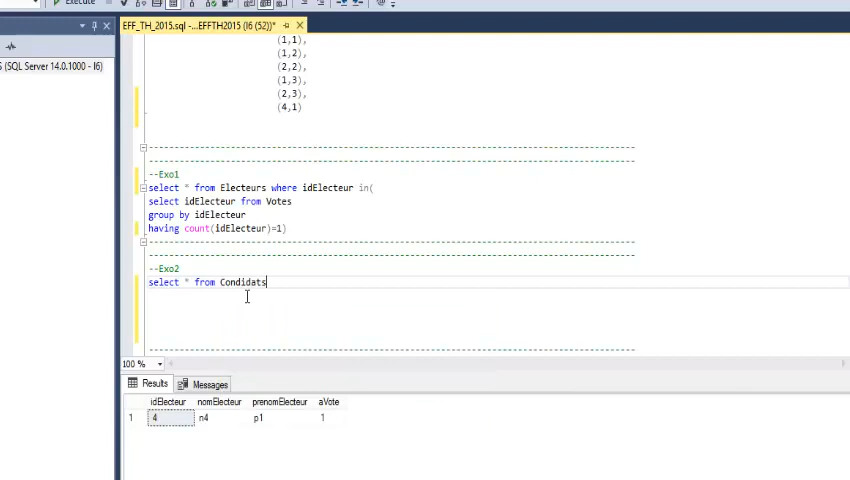 Execute
EFF_TH_2015.sql -...EFFTH2015 (I6 (52))*
S (SQL Server 14.0.1000 - I6)
(1,1),
(1,2),
(2,2),
(1,3),
(2,3),
(4,1)
--Exo1
select * from Electeurs where idElecteur in(
select idElecteur from Votes
group by idElecteur
having count(idElecteur)=1)
--Exo2
select * from Condidats
100 %
Results
Messages
idElecteur nomElecteur prenomElecteur aVote
1 4 n4 p1 1